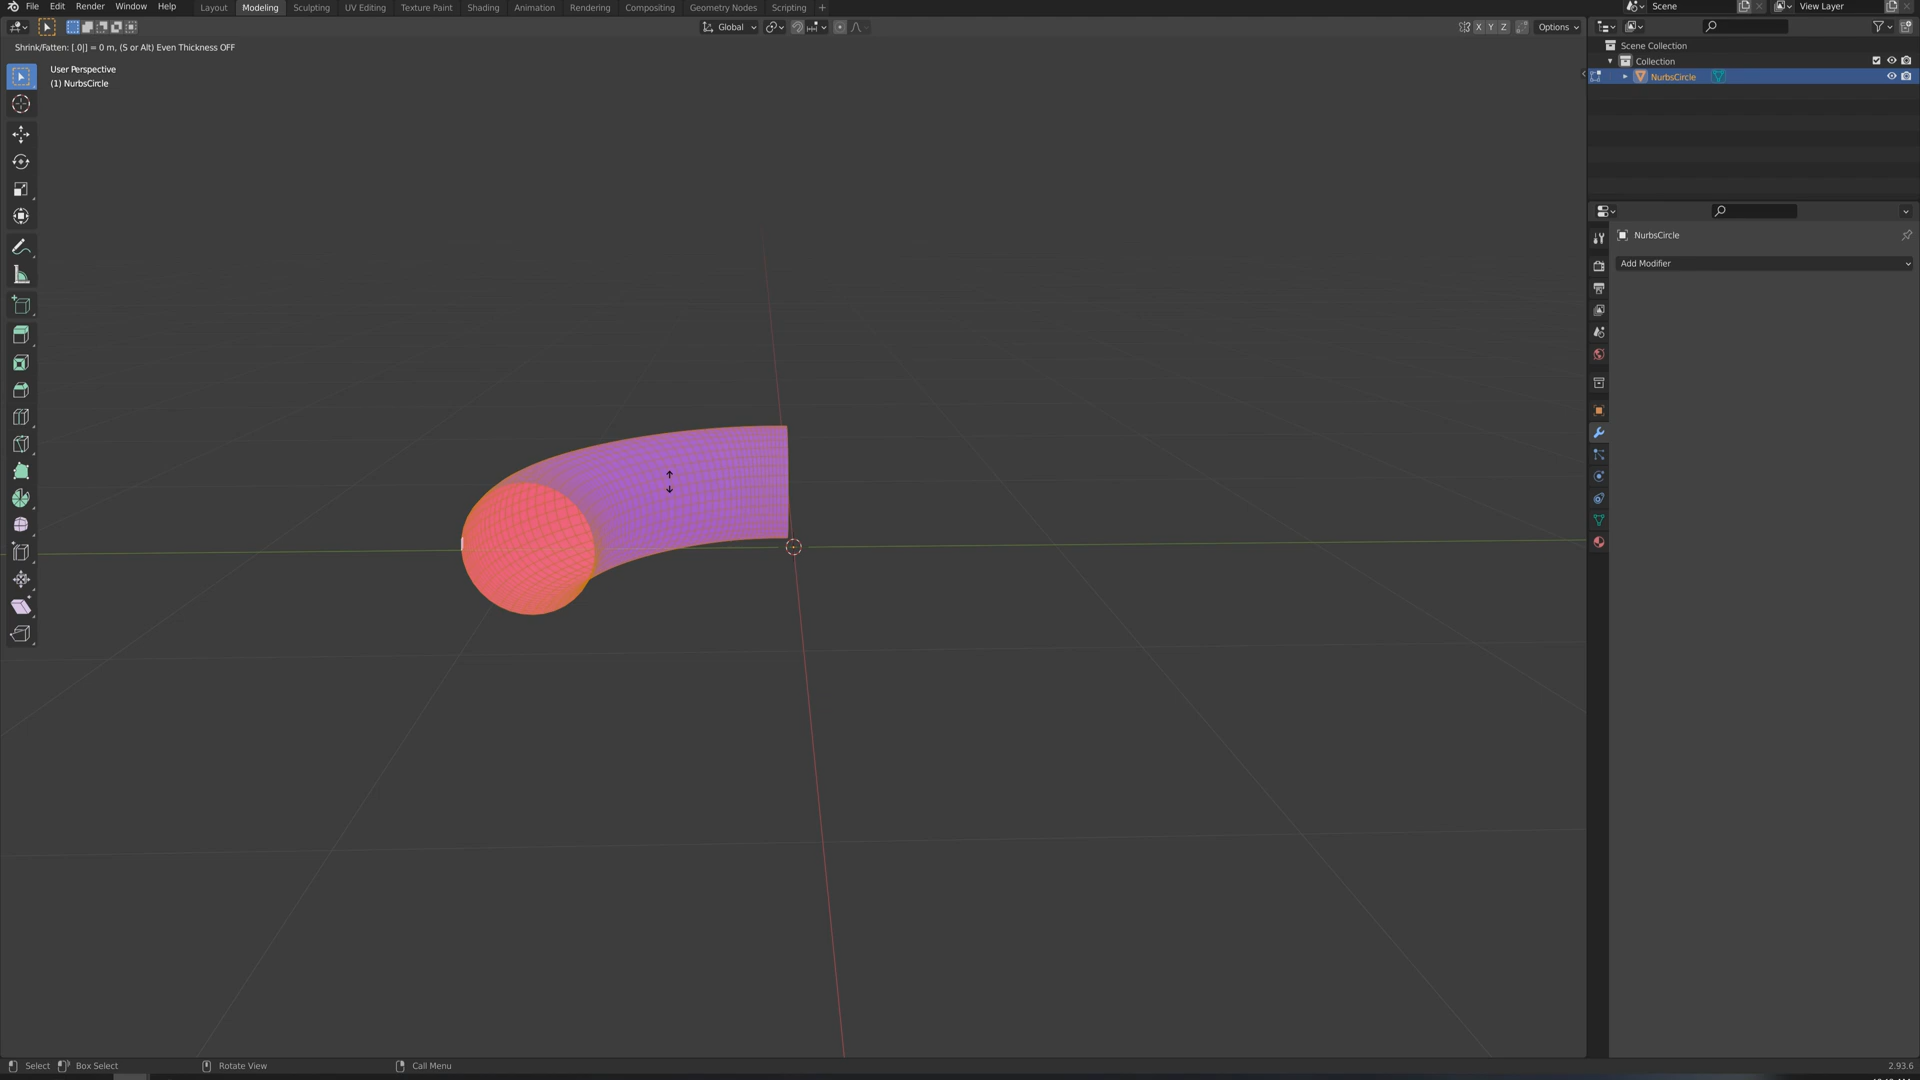 File Edit Render Window Help Layout Modeling Sculpting UV Editing Texture Paint Shading Animation Rendering Compositing Geometry Nodes Scripting + Scene View Layer
Global X Y Z Options
Shrink/Fatten: [.0|] = 0 m, (S or Alt) Even Thickness OFF
User Perspective
(1) NurbsCircle
Scene Collection
Collection
NurbsCircle
NurbsCircle
Add Modifier
Select Box Select Rotate View Call Menu 2.93.6